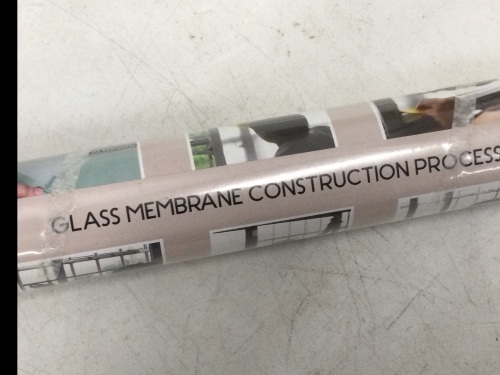 GLASS MEMBRANE CONSTRUCTION PROCESS